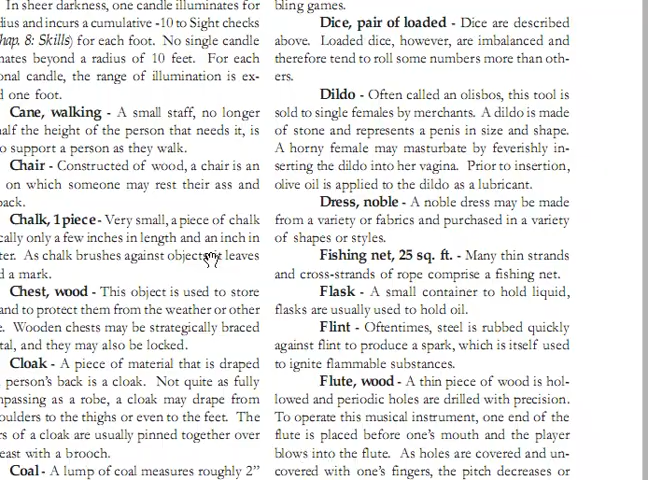 In sheer darkness, one candle illuminates for
dius and incurs a cumulative -10 to Sight checks
hap. 8: Skills) for each foot. No single candle
nates beyond a radius of 10 feet. For each
onal candle, the range of illumination is ex-
d one foot.
Cane, walking - A small staff, no longer
alf the height of the person that needs it, is
o support a person as they walk.
Chair - Constructed of wood, a chair is an
on which someone may rest their ass and
back.
Chalk, 1 piece - Very small, a piece of chalk
cally only a few inches in length and an inch in
ter. As chalk brushes against objects, it leaves
d a mark.
Chest, wood - This object is used to store
and to protect them from the weather or other
e. Wooden chests may be strategically braced
tal, and they may also be locked.
Cloak - A piece of material that is draped
person's back is a cloak. Not quite as fully
mpassing as a robe, a cloak may drape from
oulders to the thighs or even to the feet. The
rs of a cloak are usually pinned together over
east with a brooch.
Coal - A lump of coal measures roughly 2”
bling games.
Dice, pair of loaded - Dice are described
above. Loaded dice, however, are imbalanced and
therefore tend to roll some numbers more than oth-
ers.
Dildo - Often called an olisbos, this tool is
sold to single females by merchants. A dildo is made
of stone and represents a penis in size and shape.
A horny female may masturbate by feverishly in-
serting the dildo into her vagina. Prior to insertion,
olive oil is applied to the dildo as a lubricant.
Dress, noble - A noble dress may be made
from a variety or fabrics and purchased in a variety
of shapes or styles.
Fishing net, 25 sq. ft. - Many thin strands
and cross-strands of rope comprise a fishing net.
Flask - A small container to hold liquid,
flasks are usually used to hold oil.
Flint - Oftentimes, steel is rubbed quickly
against flint to produce a spark, which is itself used
to ignite flammable substances.
Flute, wood - A thin piece of wood is hol-
lowed and periodic holes are drilled with precision.
To operate this musical instrument, one end of the
flute is placed before one's mouth and the player
blows into the flute. As holes are covered and un-
covered with one's fingers, the pitch decreases or